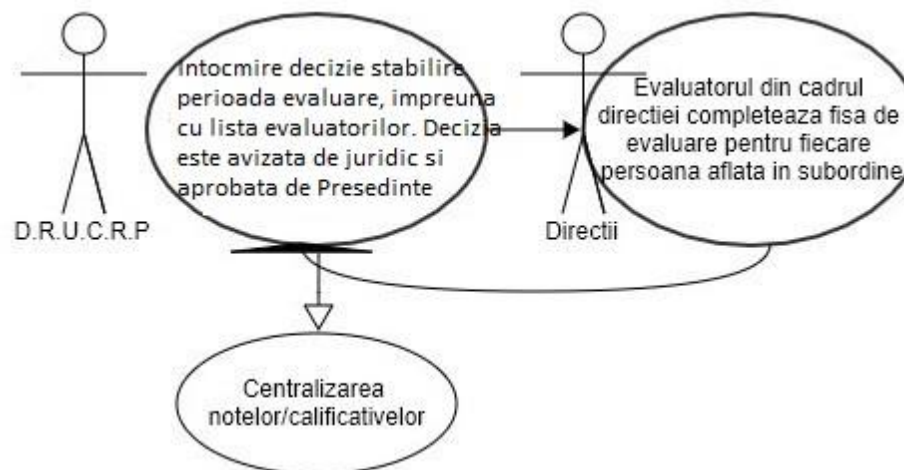 Intocmire decizie stabilire
perioada evaluare, impreuna
cu lista evaluatorilor. Decizia
este avizata de juridic si
aprobata de Presedinte
D.R.U.C.R.P
Evaluatorul din cadrul
directiei completeaza fisa de
evaluare pentru fiecare
persoana aflata in subordine
Directii
Centralizarea
notelor/calificativelor